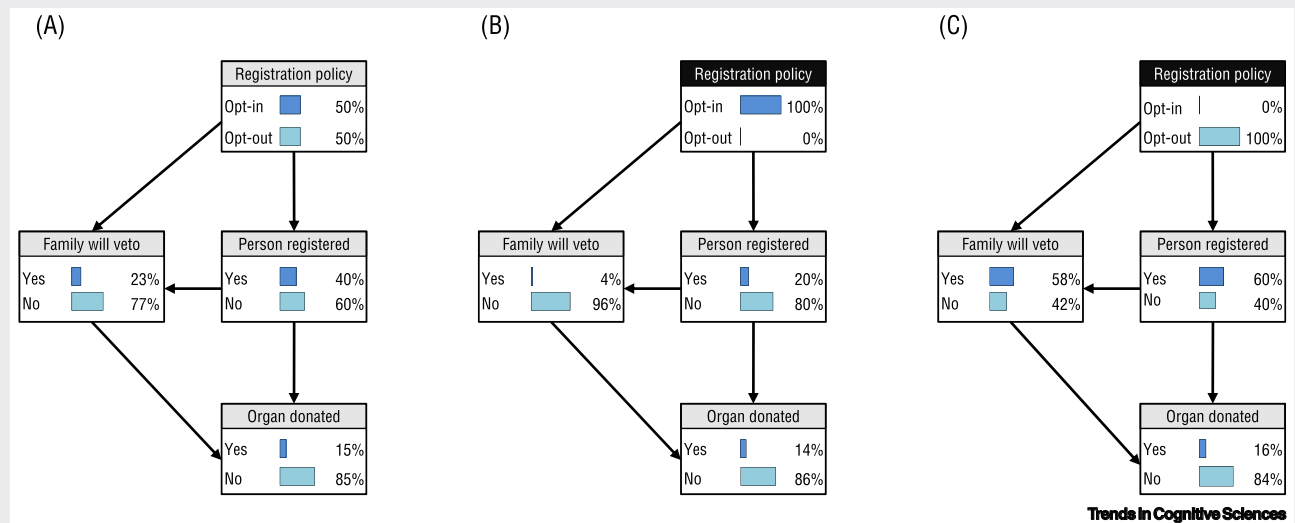 (A)
Registration policy
Opt-in 50%
Opt-out 50%
Family will veto
Yes 23%
No 77%
Person registered
Yes 40%
No 60%
Organ donated
Yes 15%
No 85%
(B)
Registration policy
Opt-in 100%
Opt-out 0%
Family will veto
Yes 4%
No 96%
Person registered
Yes 20%
No 80%
Organ donated
Yes 14%
No 86%
(C)
Registration policy
Opt-in 0%
Opt-out 100%
Family will veto
Yes 58%
No 42%
Person registered
Yes 60%
No 40%
Organ donated
Yes 16%
No 84%
Trends in Cognitive Sciences